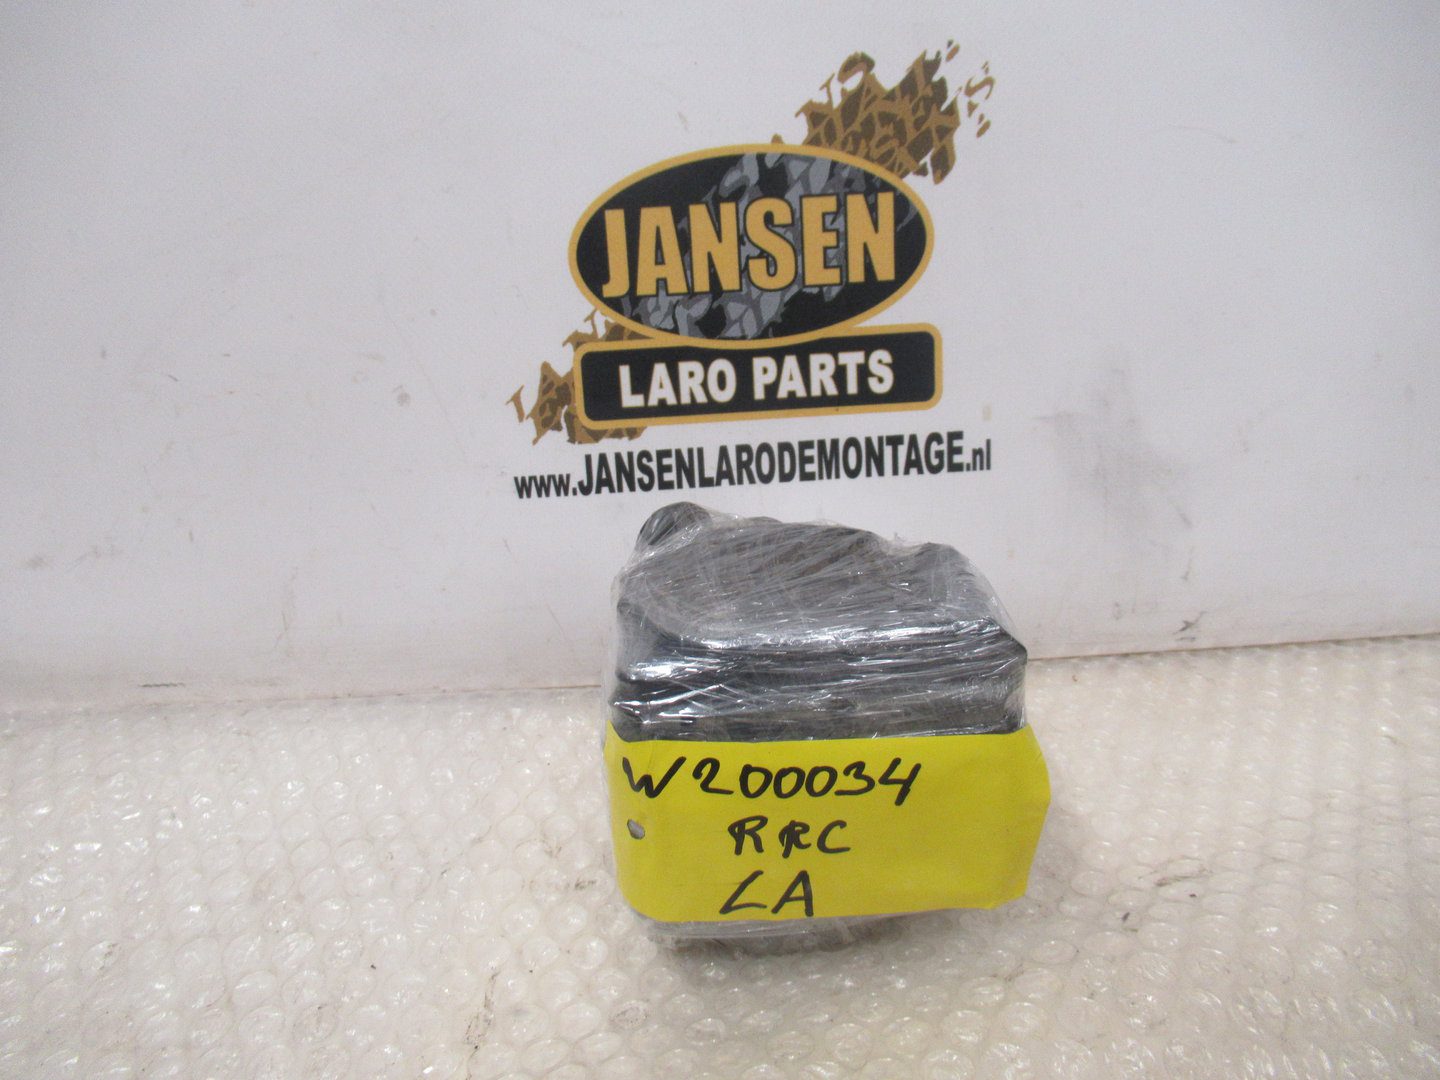 JANSEN
LARO PARTS
www.JANSENLARODEMONTAGE.nl
W200034
RRC
LA